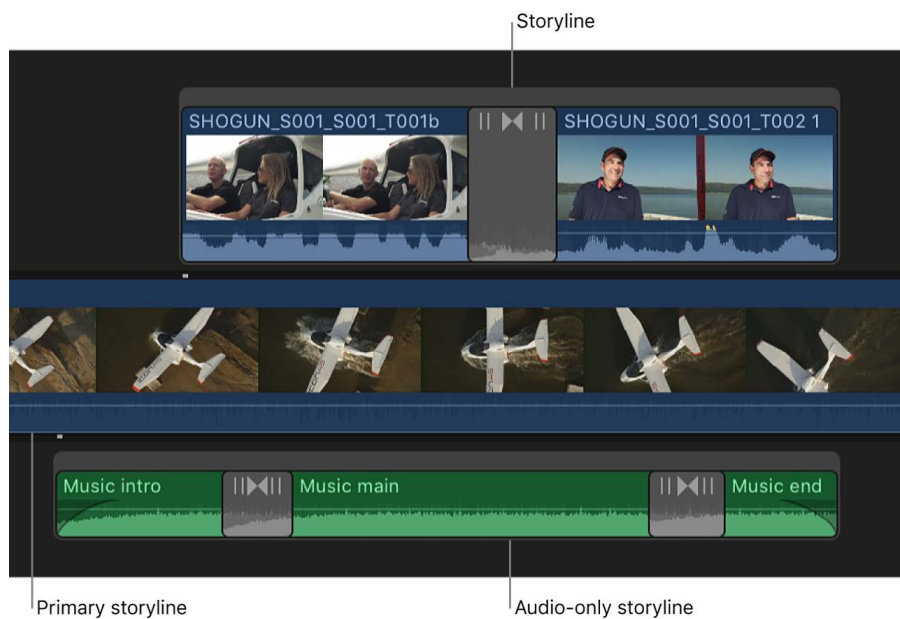 Storyline
SHOGUN_S001_S001_T001b
SHOGUN_S001_S001_T002 1
Music intro
Music main
Music end
Primary storyline
Audio-only storyline